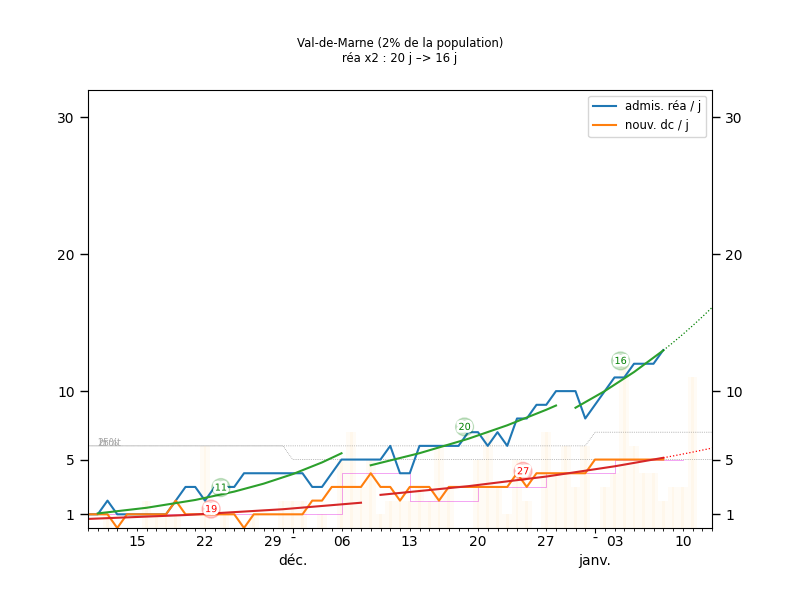 Val-de-Marne (2% de la population)
réa x2 : 20 j –> 16 j
admis. réa / j
nouv. dc / j
30 30
20 20
16
20
10 10
27
11
19
5 5
1 1
15 22 29 - 06 13 20 27 - 03 10
déc. janv.